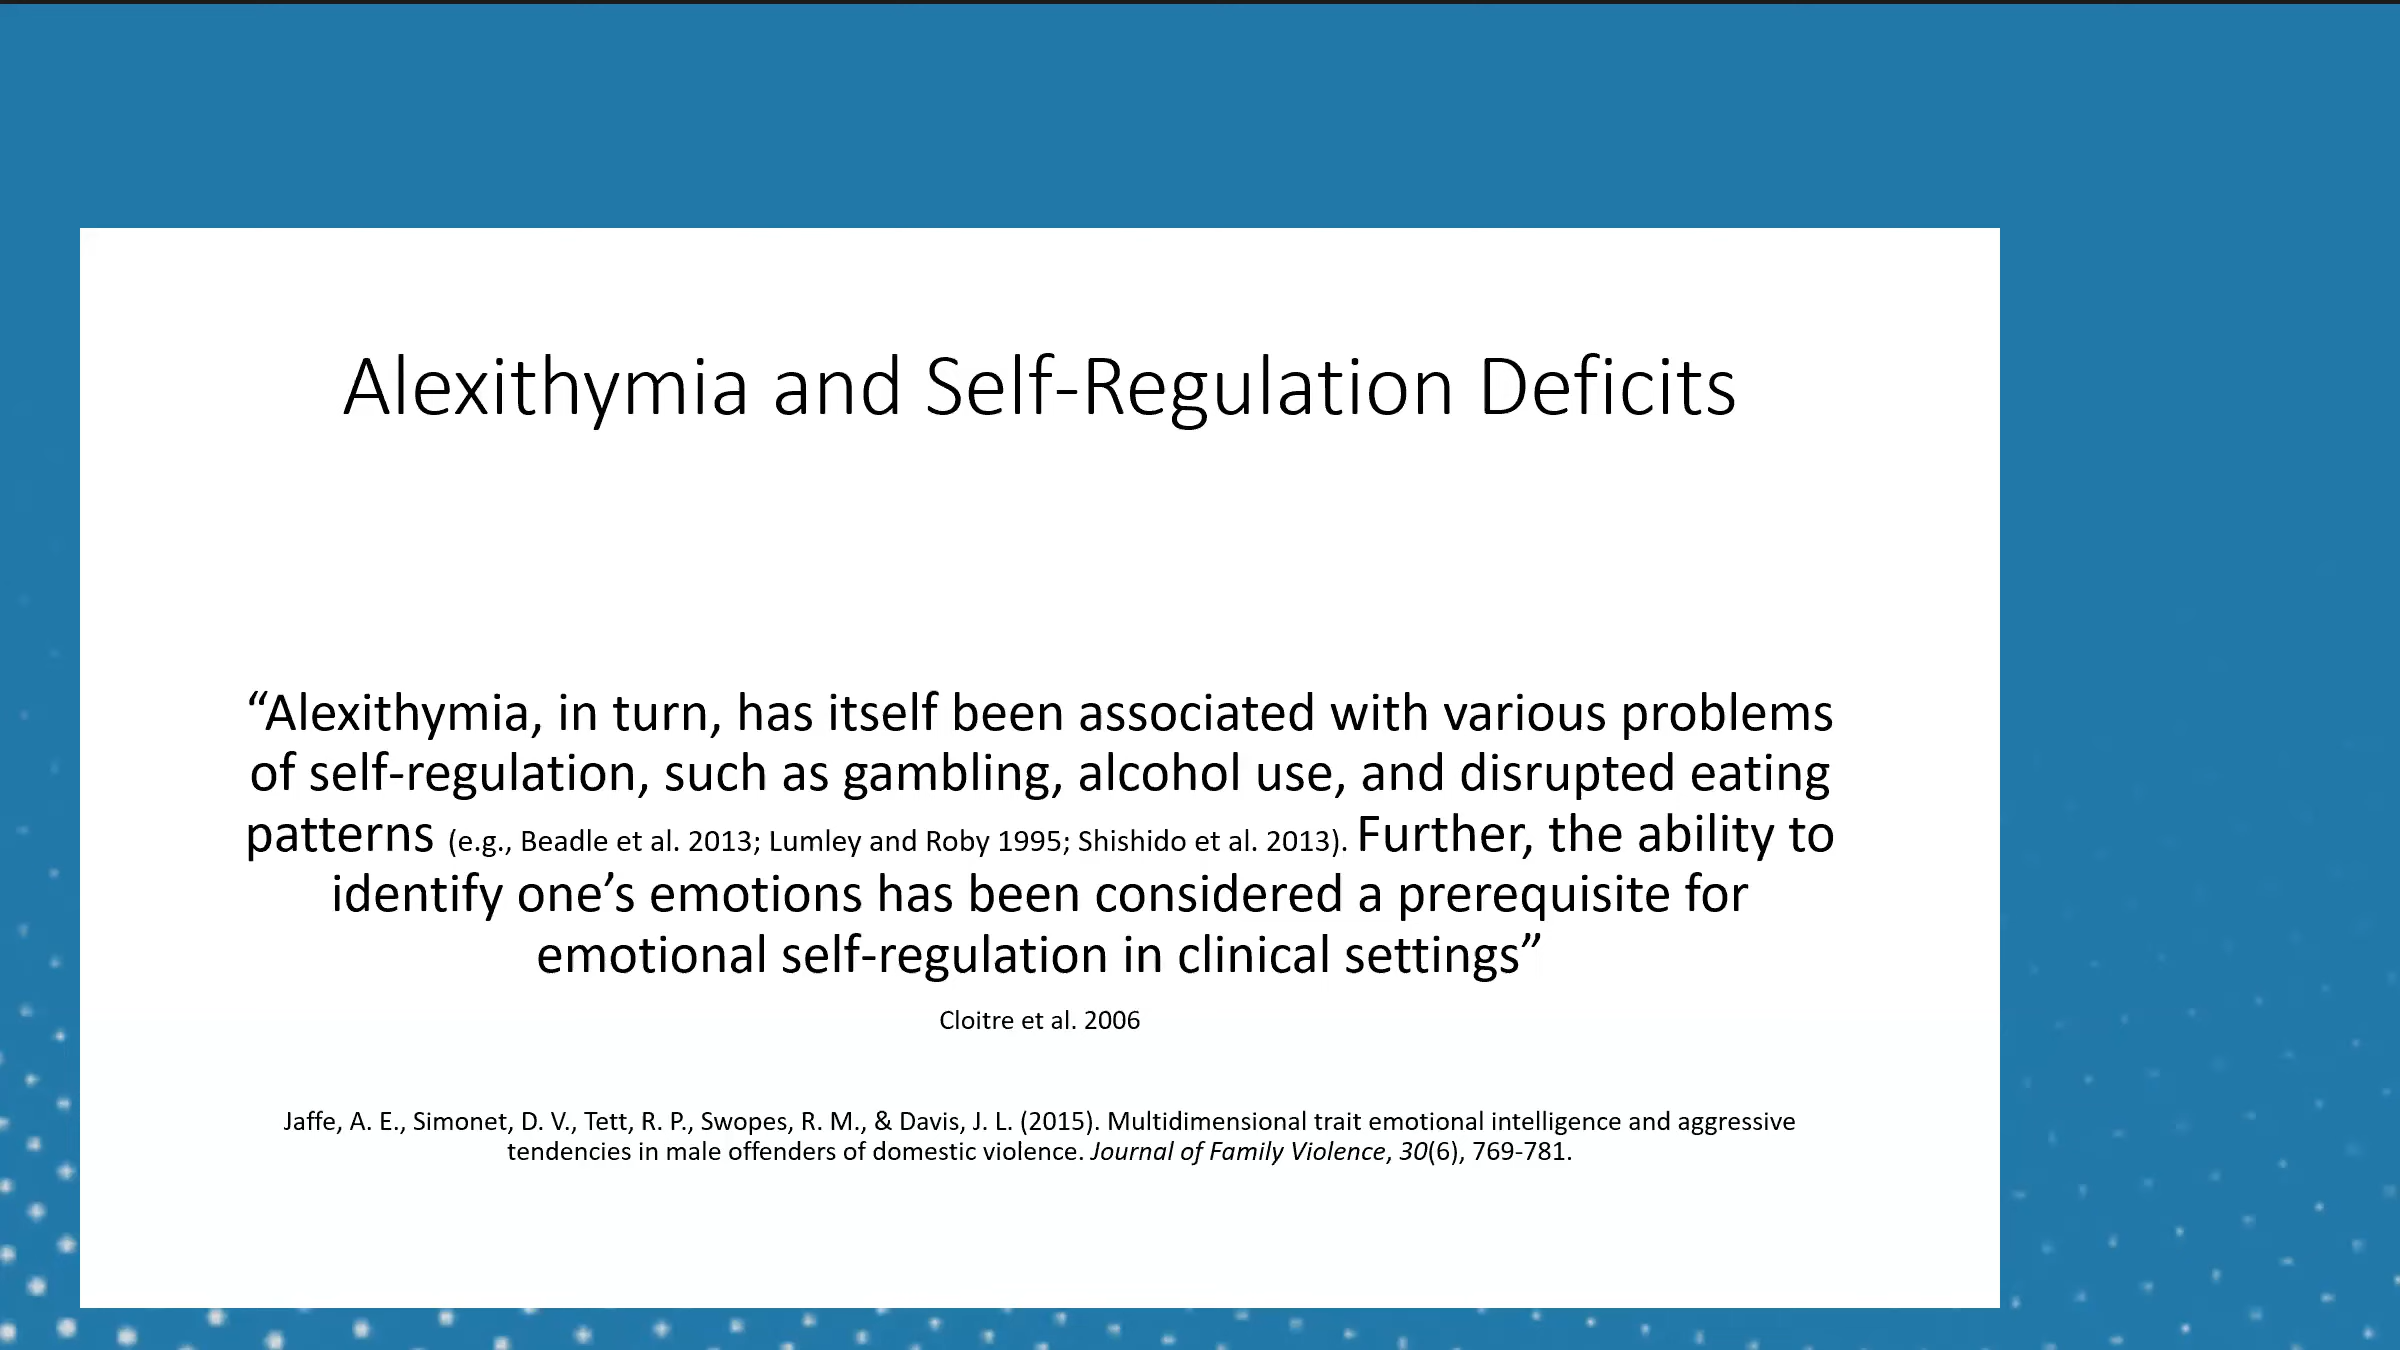 Alexithymia and Self-Regulation Deficits
“Alexithymia, in turn, has itself been associated with various problems
of self-regulation, such as gambling, alcohol use, and disrupted eating
patterns (e.g., Beadle et al. 2013; Lumley and Roby 1995; Shishido et al. 2013). Further, the ability to
identify one’s emotions has been considered a prerequisite for
emotional self-regulation in clinical settings”
Cloitre et al. 2006
Jaffe, A. E., Simonet, D. V., Tett, R. P., Swopes, R. M., & Davis, J. L. (2015). Multidimensional trait emotional intelligence and aggressive
tendencies in male offenders of domestic violence. Journal of Family Violence, 30(6), 769-781.